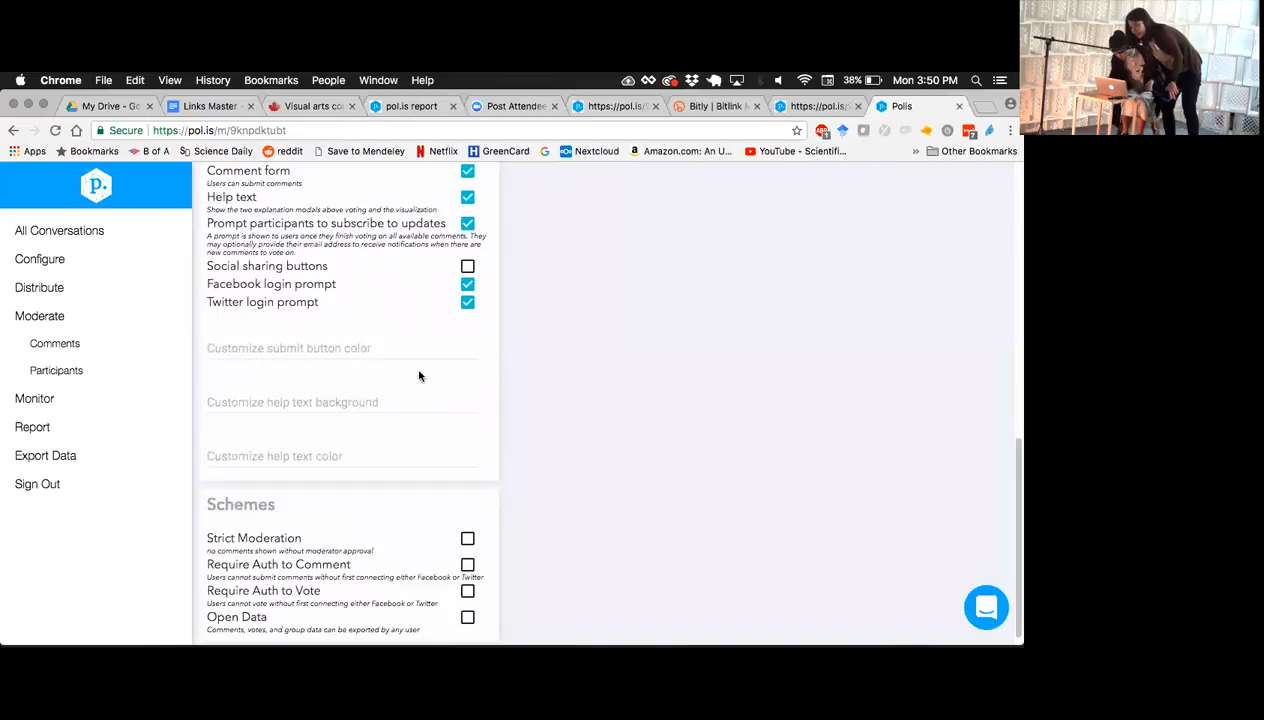 Chrome File Edit View History Bookmarks People Window Help 38% Mon 3:50 PM
My Drive - Go Links Master - Visual arts co pol.is report Post Attendee https://pol.is/ Bitly | Bitlink M https://pol.is/ Polis
Secure https://pol.is/m/9knpdktubt
Apps Bookmarks B of A Science Daily reddit Save to Mendeley Netflix GreenCard Nextcloud Amazon.com: An U... YouTube - Scientifi... » Other Bookmarks
p.
All Conversations
Configure
Distribute
Moderate
Comments
Participants
Monitor
Report
Export Data
Sign Out
Comment form
Users can submit comments
Help text
Show the two explanation modals above voting and the visualization
Prompt participants to subscribe to updates
A prompt is shown to users once they finish voting on all available comments. They
may optionally provide their email address to receive notifications when there are
new comments to vote on.
Social sharing buttons
Facebook login prompt
Twitter login prompt
Customize submit button color
Customize help text background
Customize help text color
Schemes
Strict Moderation
no comments shown without moderator approval
Require Auth to Comment
Users cannot submit comments without first connecting either Facebook or Twitter
Require Auth to Vote
Users cannot vote without first connecting either Facebook or Twitter
Open Data
Comments, votes, and group data can be exported by any user